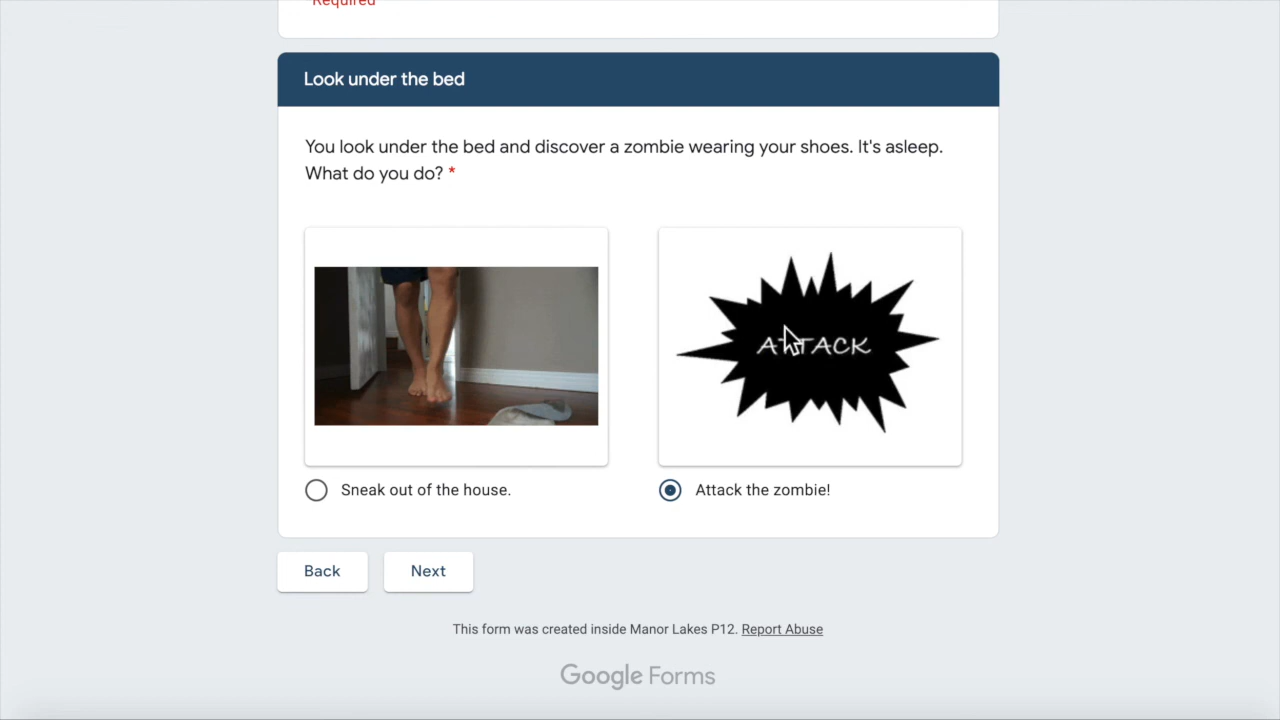 Required
Look under the bed
You look under the bed and discover a zombie wearing your shoes. It's asleep.
What do you do? *
ATTACK
Sneak out of the house.
Attack the zombie!
Back
Next
This form was created inside Manor Lakes P12. Report Abuse
Google Forms